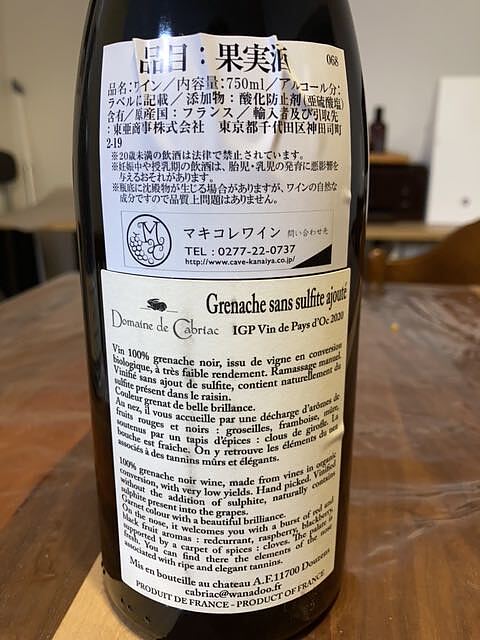 品目：果実酒
068
品名：ワイン／内容量：750ml／アルコール分：
ラベルに記載／添加物：酸化防止剤（亜硫酸塩）
含有／原産国：フランス／輸入者及び引取先
：東亜商事株式会社 東京都千代田区神田司町
2-19
※20歳未満の飲酒は法律で禁止されています。
※妊娠中や授乳期の飲酒は、胎児・乳児の発育に悪影響を
与えるおそれがあります。
※瓶底に沈殿物が生じる場合がありますが、ワインの自然な
成分ですので品質上問題はありません。
マキコレワイン 問い合わせ先
TEL：0277-22-0737
http://www.cave-kanaiya.co.jp/
Grenache sans sulfite ajouté
Domaine de Cabriac
IGP Vin de Pays d'Oc 2020
Vin 100% grenache noir, issu de vigne en conversion
biologique, à très faible rendement. Ramassage manuel.
Vinifié sans ajout de sulfite, contient naturellement du
sulfite présent dans le raisin.
Couleur grenat de belle brillance.
Au nez, il vous accueille par une décharge d'arômes de
fruits rouges et noirs : groseilles, framboise, mûre,
soutenus par un tapis d'épices : clous de girofle. La
bouche est fraîche. On y retrouve les éléments du nez
associés à des tannins mûrs et élégants.
100% grenache noir wine, made from vines in organic
conversion, with very low yields. Hand picked. Vinified
without the addition of sulphite, naturally contains
sulphite present into the grapes.
Garnet colour with a beautiful brilliance.
On the nose, it welcomes you with a burst of red and
black fruit aromas : redcurrant, raspberry, blackberry,
supported by a carpet of spices : cloves. The palate is
fresh. You can find there the elements of the nose
associated with ripe and elegant tannins.
Mis en bouteille au chateau A.F.11700 Douzens
cabriac@wanadoo.fr
PRODUIT DE FRANCE - PRODUCT OF FRANCE